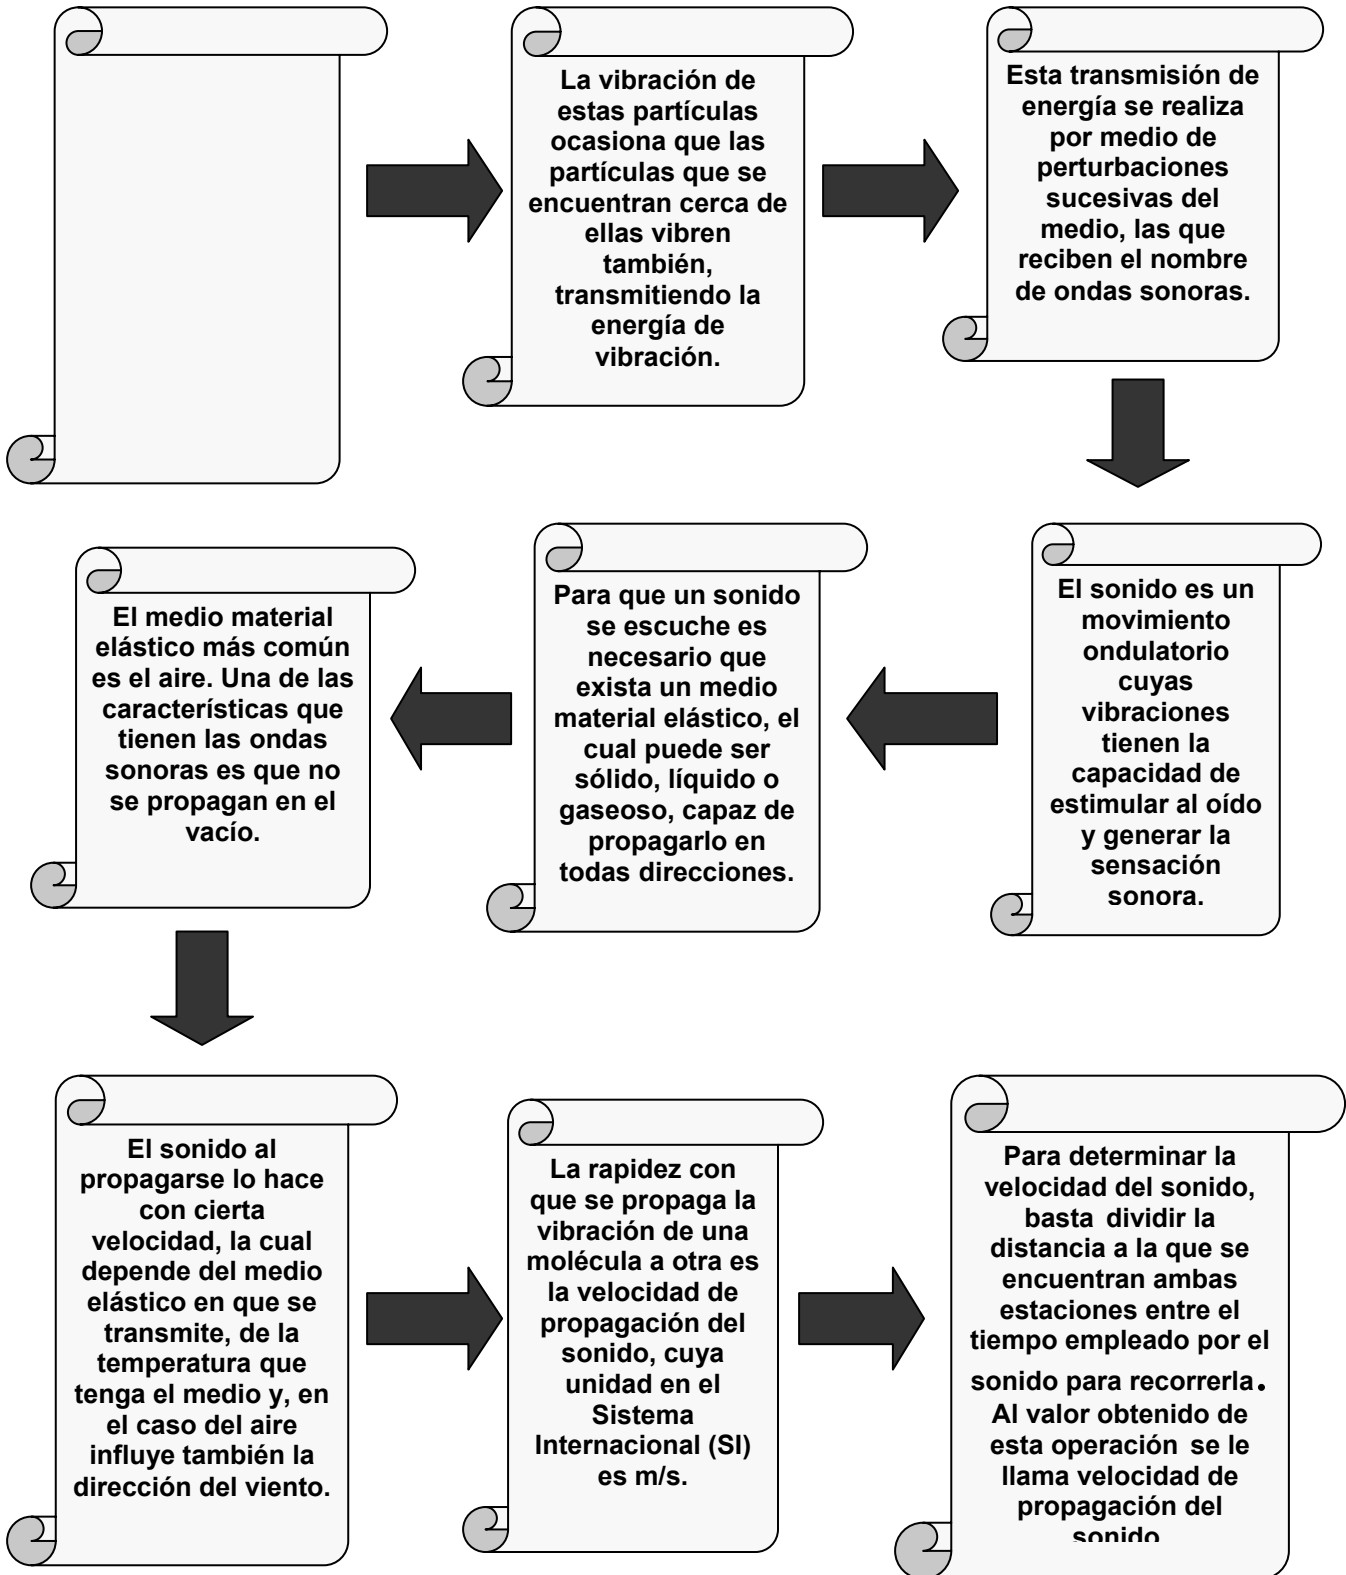 La vibración de
estas partículas
ocasiona que las
partículas que se
encuentran cerca de
ellas vibren
también,
transmitiendo la
energía de
vibración.
Esta transmisión de
energía se realiza
por medio de
perturbaciones
sucesivas del
medio, las que
reciben el nombre
de ondas sonoras.
El sonido es un
movimiento
ondulatorio
cuyas
vibraciones
tienen la
capacidad de
estimular al oído
y generar la
sensación
sonora.
Para que un sonido
se escuche es
necesario que
exista un medio
material elástico, el
cual puede ser
sólido, líquido o
gaseoso, capaz de
propagarlo en
todas direcciones.
El medio material
elástico más común
es el aire. Una de las
características que
tienen las ondas
sonoras es que no
se propagan en el
vacío.
El sonido al
propagarse lo hace
con cierta
velocidad, la cual
depende del medio
elástico en que se
transmite, de la
temperatura que
tenga el medio y, en
el caso del aire
influye también la
dirección del viento.
La rapidez con
que se propaga la
vibración de una
molécula a otra es
la velocidad de
propagación del
sonido, cuya
unidad en el
Sistema
Internacional (SI)
es m/s.
Para determinar la
velocidad del sonido,
basta dividir la
distancia a la que se
encuentran ambas
estaciones entre el
tiempo empleado por el
sonido para recorrerla.
Al valor obtenido de
esta operación se le
llama velocidad de
propagación del
sonido